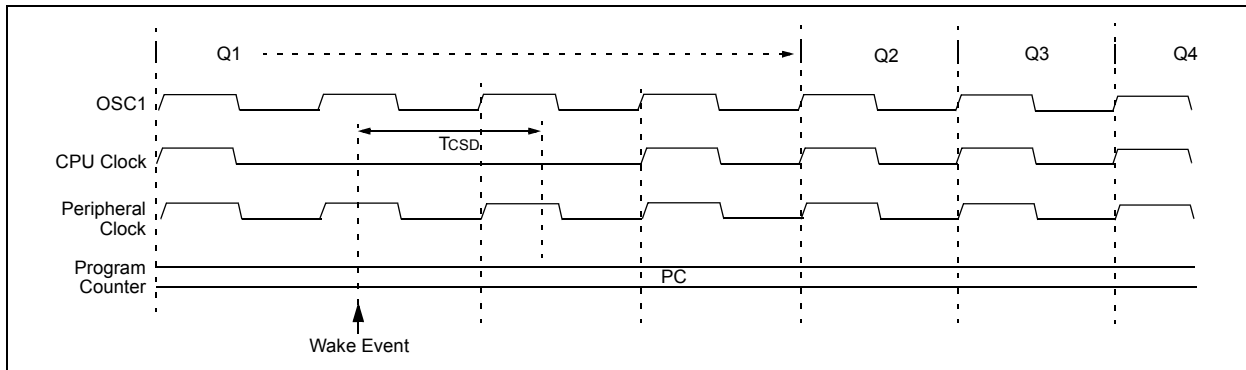 Q1
Q2
Q3
Q4
OSC1
TCSD
CPU Clock
Peripheral
Clock
Program
Counter
PC
Wake Event